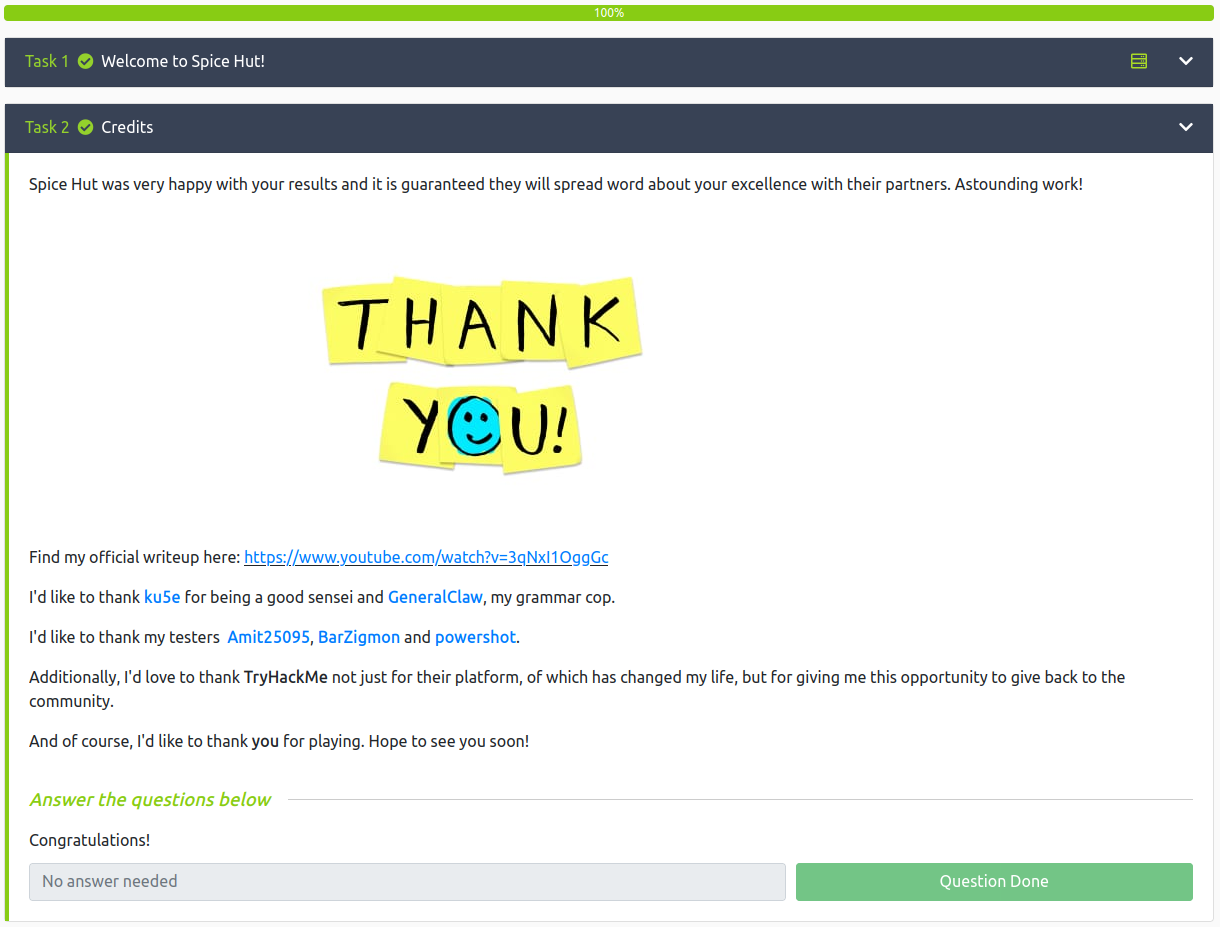 100%
Task 1 Welcome to Spice Hut!
Task 2 Credits
Spice Hut was very happy with your results and it is guaranteed they will spread word about your excellence with their partners. Astounding work!
THANK
YOU!
Find my official writeup here: https://www.youtube.com/watch?v=3qNxI1OggGc
I'd like to thank ku5e for being a good sensei and GeneralClaw, my grammar cop.
I'd like to thank my testers Amit25095, BarZigmon and powershot.
Additionally, I'd love to thank TryHackMe not just for their platform, of which has changed my life, but for giving me this opportunity to give back to the
community.
And of course, I'd like to thank you for playing. Hope to see you soon!
Answer the questions below
Congratulations!
No answer needed Question Done